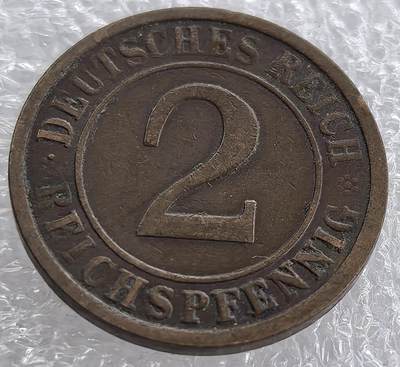 DEUTSCHES REICH
2
REICHSPFENNIG